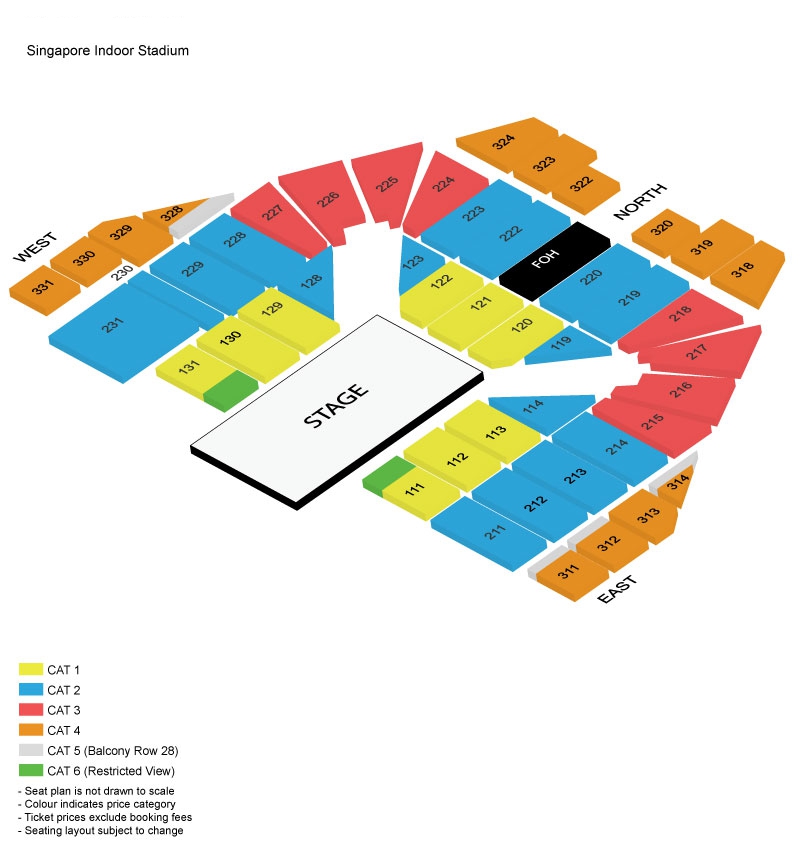 Singapore Indoor Stadium
324
323
322
NORTH
320
319
318
225
226
224
227
223
222
FOH
328
329
330
331
WEST
230
228
229
231
128
129
130
131
123
122
121
120
119
220
219
218
217
216
215
214
STAGE
114
113
112
111
213
212
211
314
313
312
311
EAST
CAT 1
CAT 2
CAT 3
CAT 4
CAT 5 (Balcony Row 28)
CAT 6 (Restricted View)
- Seat plan is not drawn to scale
- Colour indicates price category
- Ticket prices exclude booking fees
- Seating layout subject to change